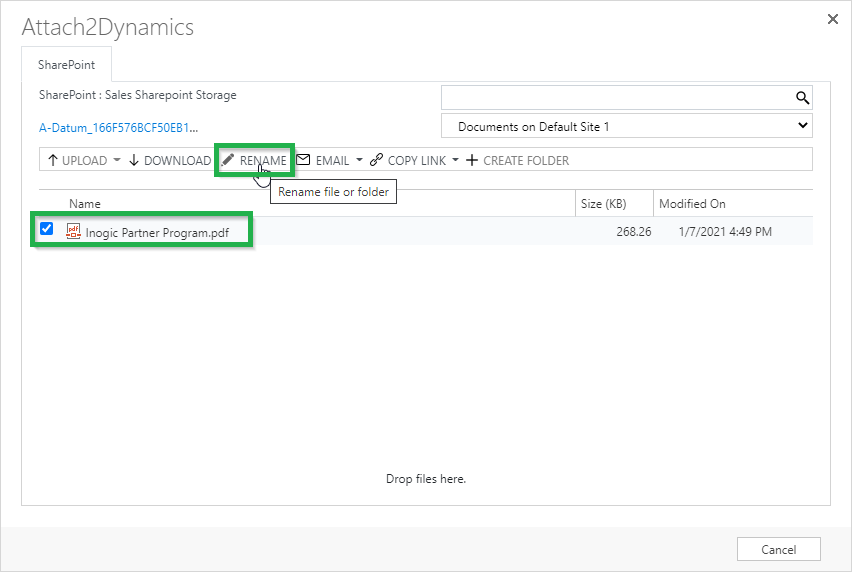 Attach2Dynamics
SharePoint
SharePoint : Sales Sharepoint Storage
A-Datum_166F576BCF50EB1...
Documents on Default Site 1
UPLOAD DOWNLOAD RENAME EMAIL COPY LINK CREATE FOLDER
Rename file or folder
Name Size (KB) Modified On
pdf Inogic Partner Program.pdf 268.26 1/7/2021 4:49 PM
Drop files here.
Cancel